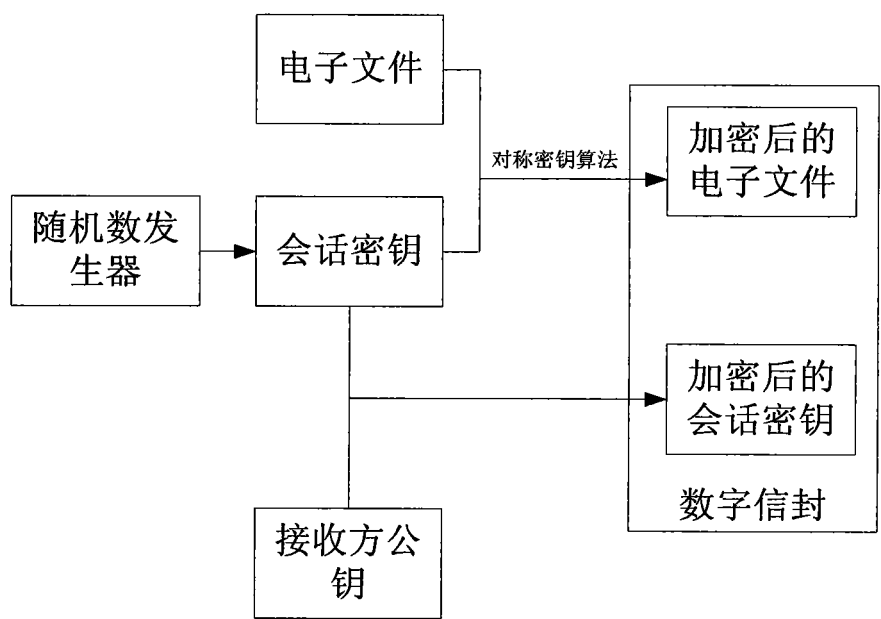 电子文件
对称密钥算法
加密后的
电子文件
随机数发
生器
会话密钥
加密后的
会话密钥
数字信封
接收方公
钥